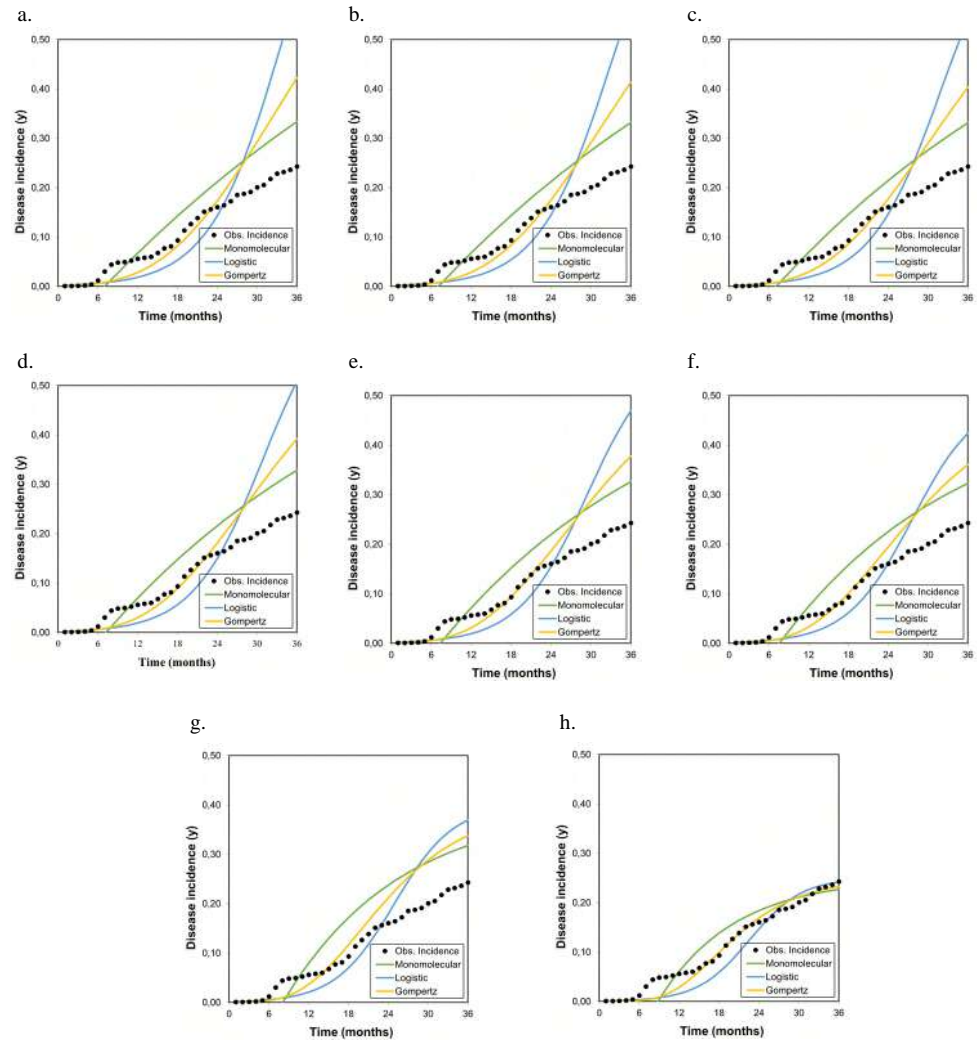 a.
0,50
0,40
0,30
0,20
0,10
0,00
Disease incidence (y)
Obs. Incidence
Monomolecular
Logistic
Gompertz
0 6 12 18 24 30 36
Time (months)
b.
0,50
0,40
0,30
0,20
0,10
0,00
Disease incidence (y)
Obs. Incidence
Monomolecular
Logistic
Gompertz
0 6 12 18 24 30 36
Time (months)
c.
0,50
0,40
0,30
0,20
0,10
0,00
Disease incidence (y)
Obs. Incidence
Monomolecular
Logistic
Gompertz
0 6 12 18 24 30 36
Time (months)
d.
0,50
0,40
0,30
0,20
0,10
0,00
Disease incidence (y)
Obs. Incidence
Monomolecular
Logistic
Gompertz
0 6 12 18 24 30 36
Time (months)
e.
0,50
0,40
0,30
0,20
0,10
0,00
Disease incidence (y)
Obs. Incidence
Monomolecular
Logistic
Gompertz
0 6 12 18 24 30 36
Time (months)
f.
0,50
0,40
0,30
0,20
0,10
0,00
Disease incidence (y)
Obs. Incidence
Monomolecular
Logistic
Gompertz
0 6 12 18 24 30 36
Time (months)
g.
0,50
0,40
0,30
0,20
0,10
0,00
Disease incidence (y)
Obs. Incidence
Monomolecular
Logistic
Gompertz
0 6 12 18 24 30 36
Time (months)
h.
0,50
0,40
0,30
0,20
0,10
0,00
Disease incidence (y)
Obs. Incidence
Monomolecular
Logistic
Gompertz
0 6 12 18 24 30 36
Time (months)